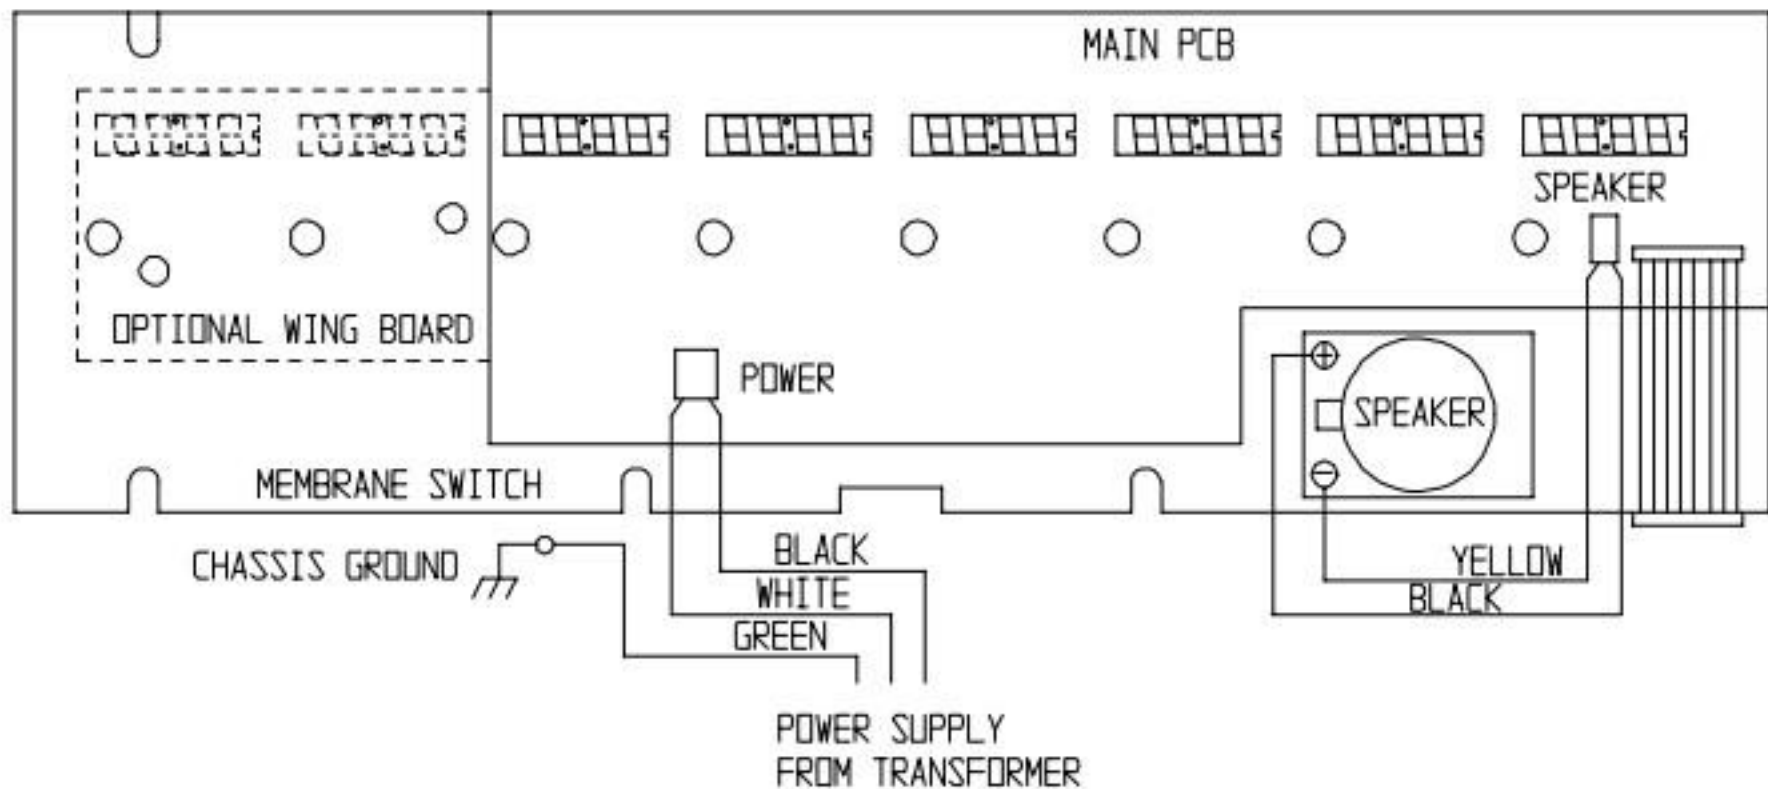 MAIN PCB
SPEAKER
OPTIONAL WING BOARD
POWER
SPEAKER
MEMBRANE SWITCH
CHASSIS GROUND
BLACK
YELLOW
WHITE
BLACK
GREEN
POWER SUPPLY
FROM TRANSFORMER